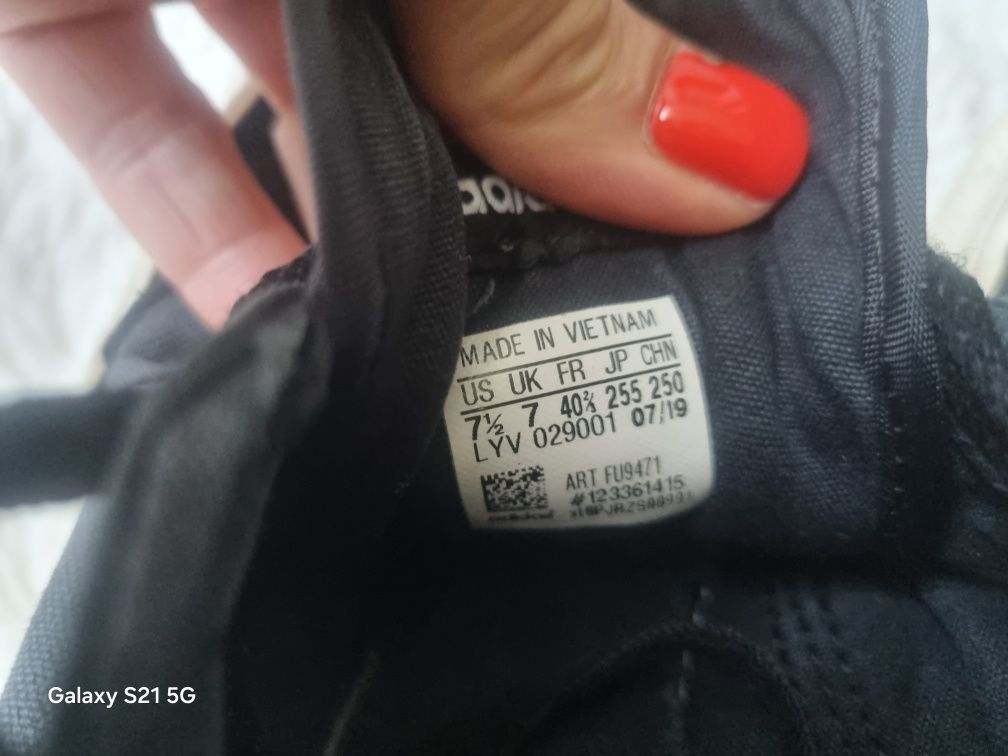 MADE IN VIETNAM
US UK FR JP CHN
7½ 7 40⅔ 255 250
LYV 029001 07/19
ART FU9471
#123361415
adidas
Galaxy S21 5G